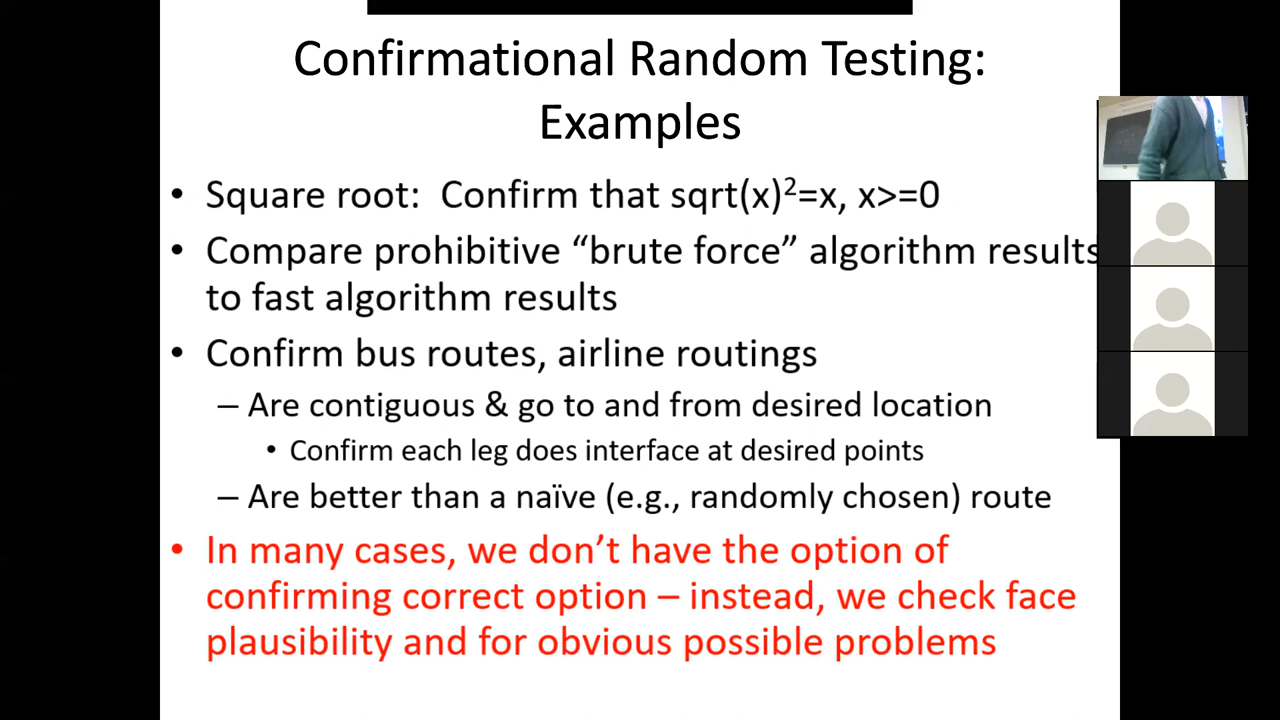 Confirmational Random Testing:
Examples
• Square root:  Confirm that sqrt(x)²=x, x>=0
• Compare prohibitive “brute force” algorithm results
to fast algorithm results
• Confirm bus routes, airline routings
– Are contiguous & go to and from desired location
• Confirm each leg does interface at desired points
– Are better than a naïve (e.g., randomly chosen) route
• In many cases, we don’t have the option of
confirming correct option – instead, we check face
plausibility and for obvious possible problems